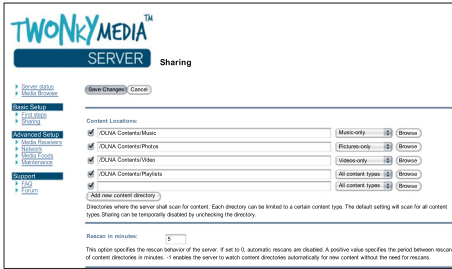 TWONKYMEDIA™
SERVER Sharing
Server status
Media Browser
Save Changes Cancel
Basic Setup
First steps
Sharing
Content Locations:
/DLNA Contents/Music Music-only Browse
Advanced Setup
/DLNA Contents/Photos Pictures-only Browse
Media Receivers
Network
/DLNA Contents/Video Videos-only Browse
Media Feeds
Maintenance
/DLNA Contents/Playlists All content types Browse
All content types Browse
Support
FAQ
Forum
Add new content directory
Directories where the server shall scan for content. Each directory can be limited to a certain content type. The default setting will scan for all content
types.Sharing can be temporarily disabled by unchecking the directory.
Rescan in minutes: 5
This option specifies the rescan behavior of the server. If set to 0, automatic rescans are disabled. A positive value specifies the period between rescan
of content directories in minutes. -1 enables the server to watch content directories automatically for new content without the need for rescans.